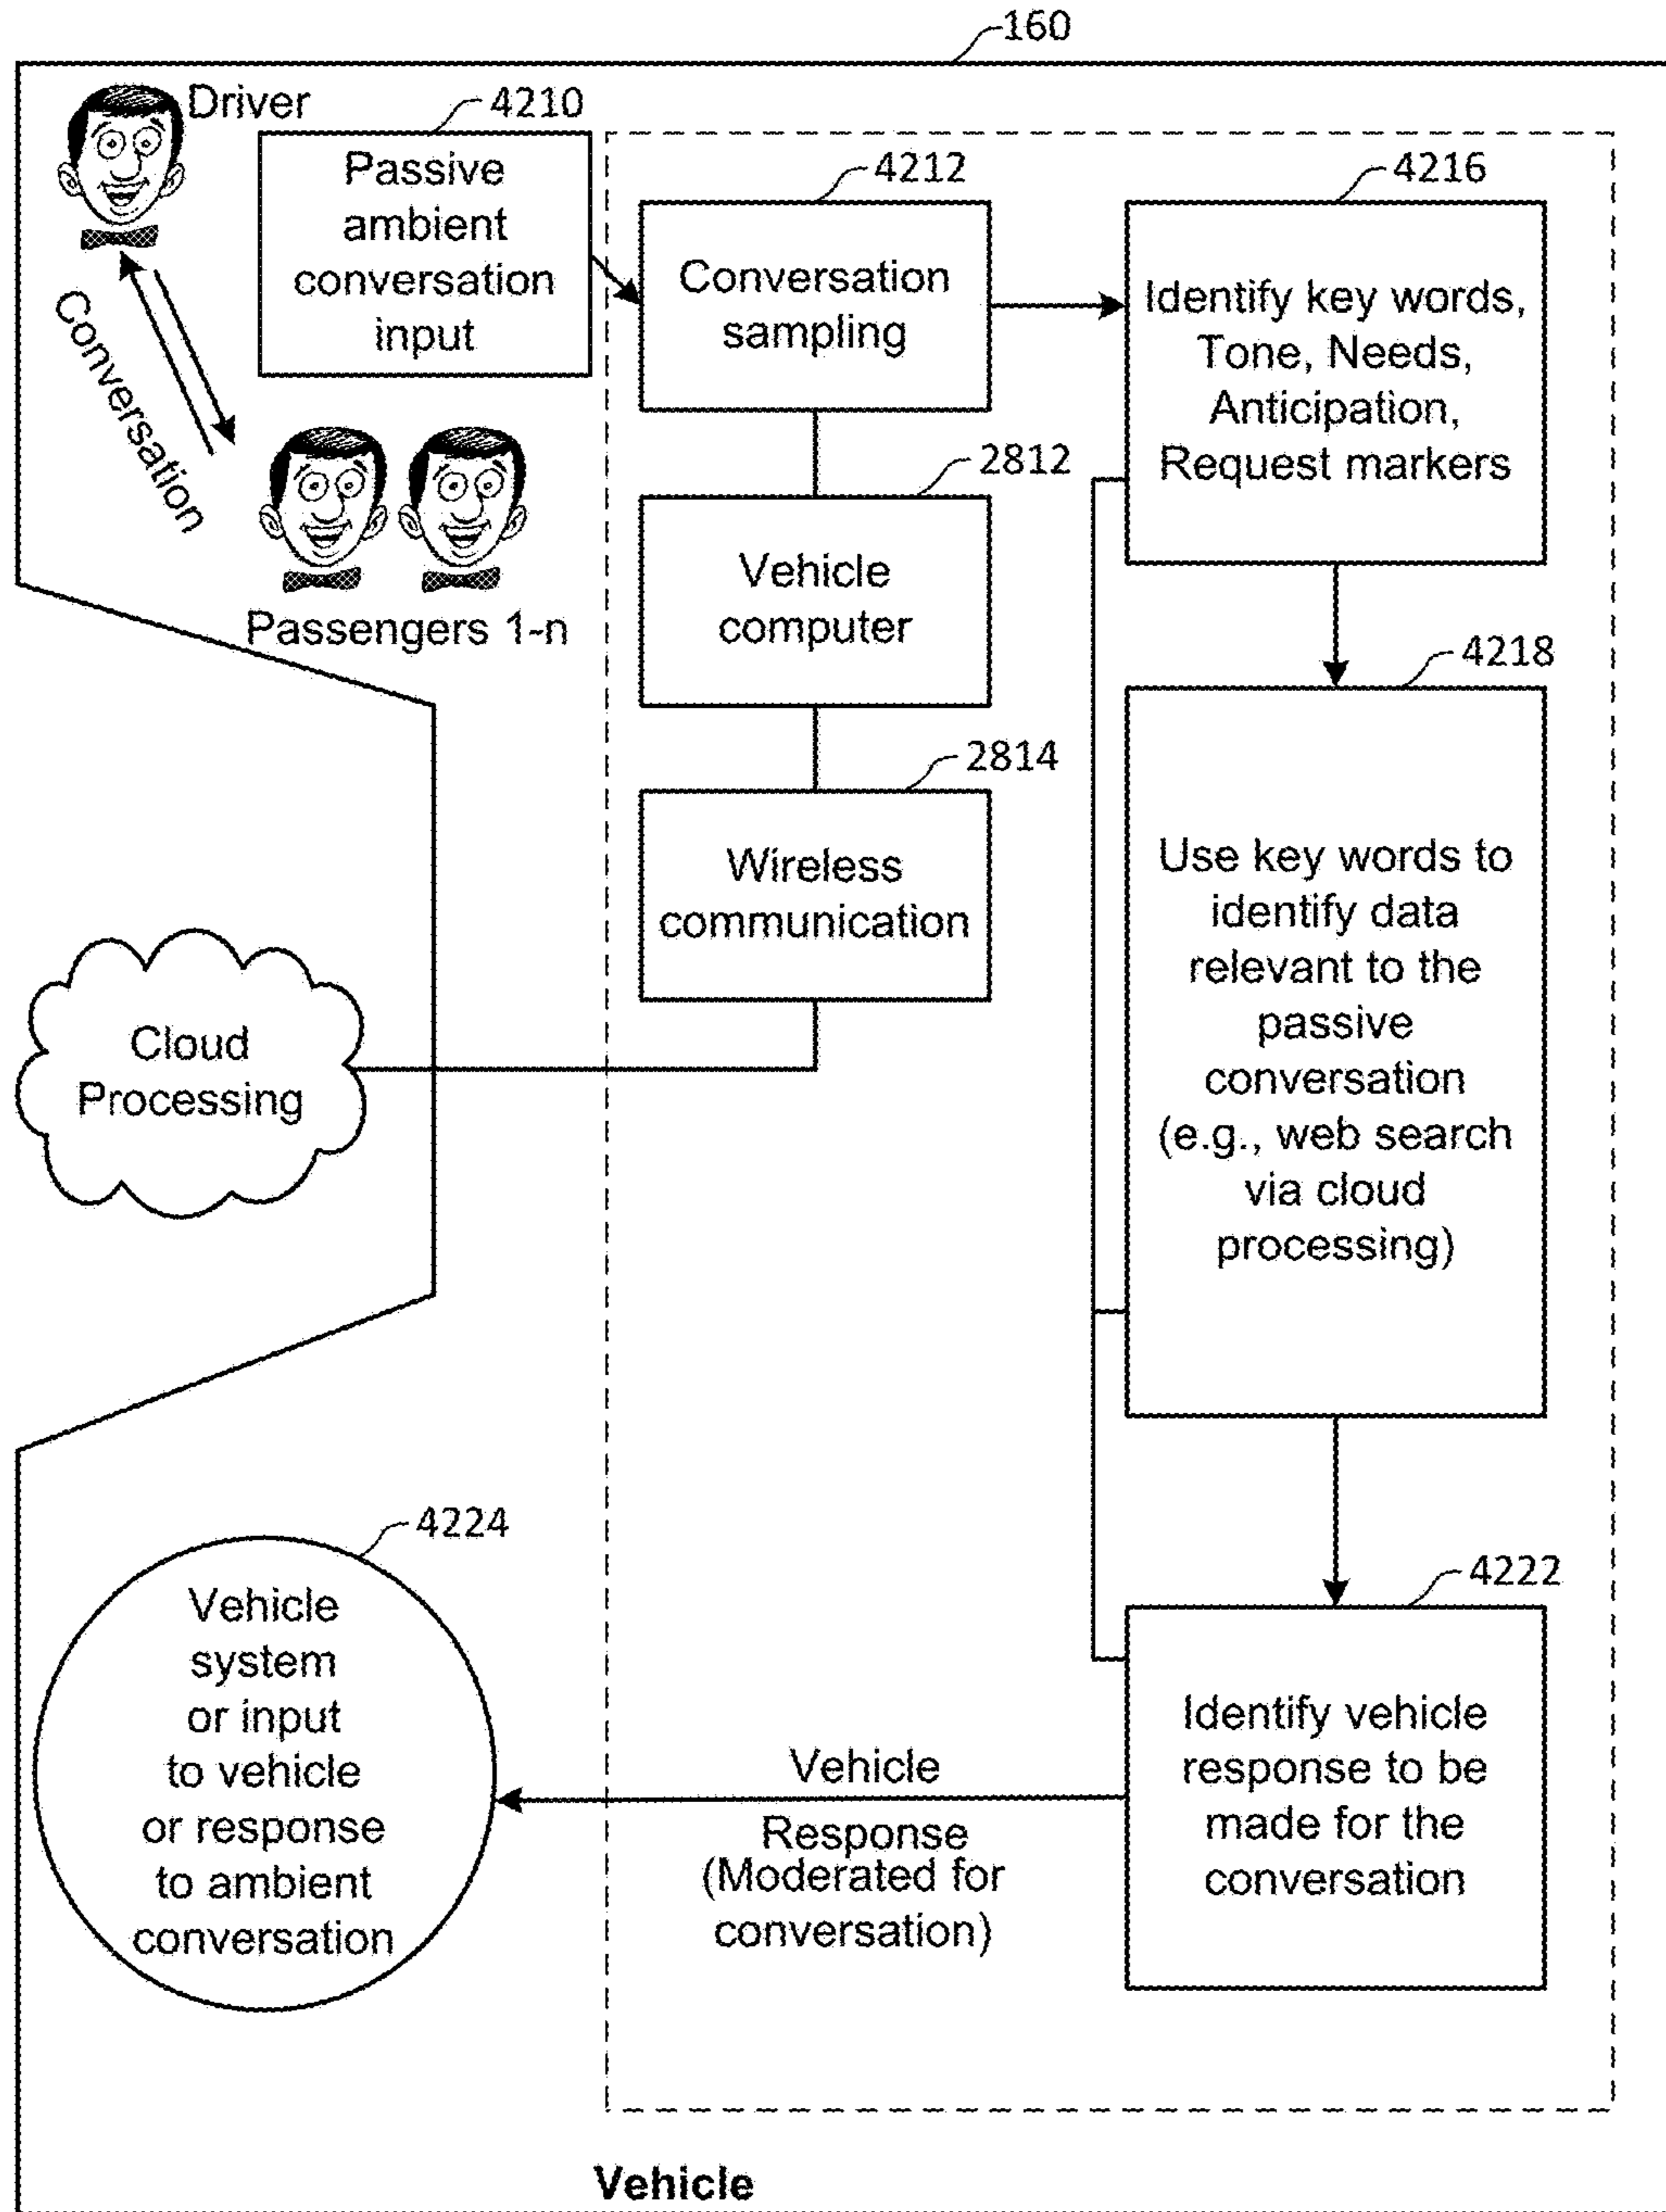 160
Driver
4210
Passive
ambient
conversation
input
Conversation
Passengers 1-n
4212
Conversation
sampling
2812
Vehicle
computer
2814
Wireless
communication
4216
Identify key words,
Tone, Needs,
Anticipation,
Request markers
4218
Use key words to
identify data
relevant to the
passive
conversation
(e.g., web search
via cloud
processing)
Cloud
Processing
4222
Identify vehicle
response to be
made for the
conversation
Vehicle
Response
(Moderated for
conversation)
4224
Vehicle
system
or input
to vehicle
or response
to ambient
conversation
Vehicle